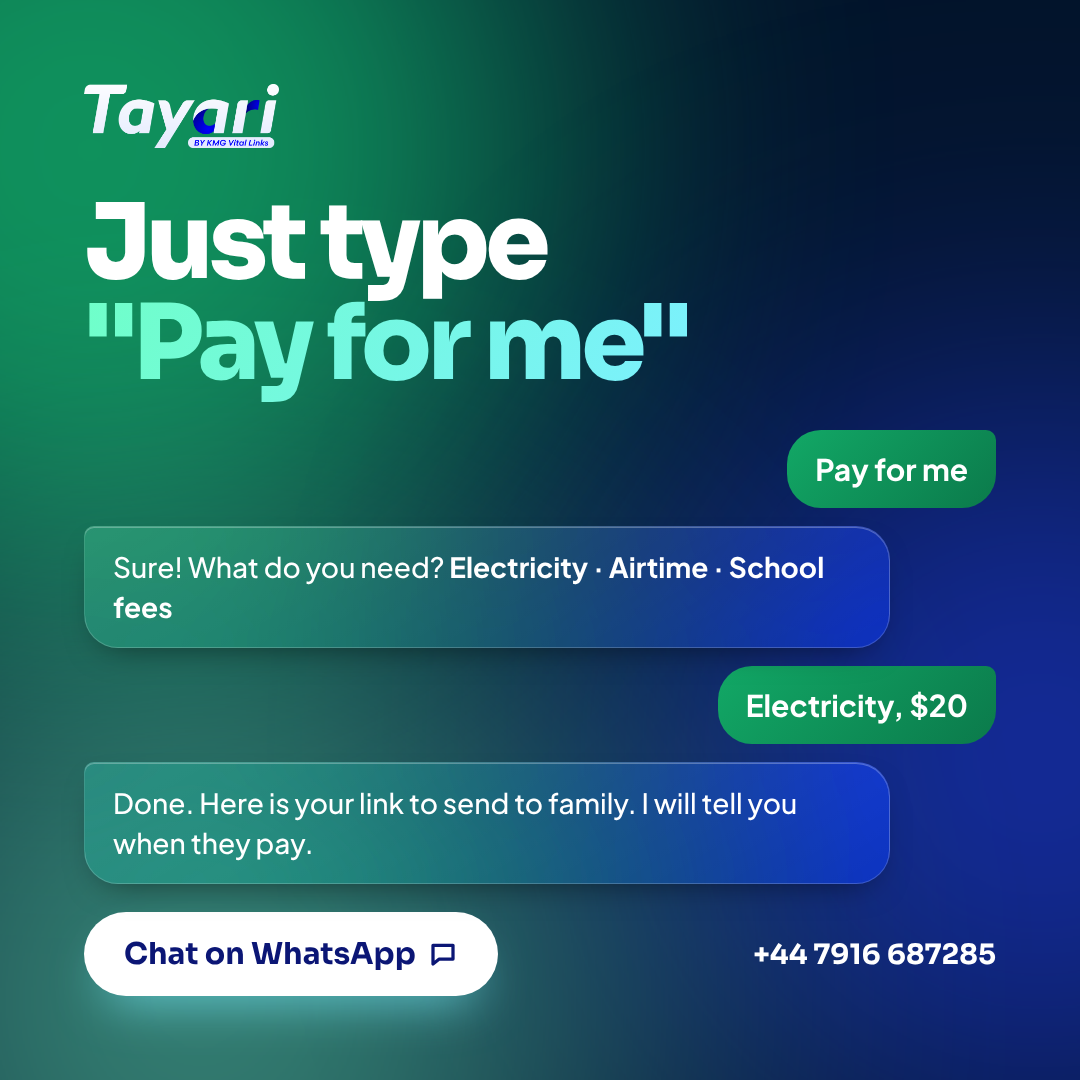 Tayari
BY KMG Vital Links
Just type
"Pay for me"
Pay for me
Sure! What do you need? Electricity · Airtime · School
fees
Electricity, $20
Done. Here is your link to send to family. I will tell you
when they pay.
Chat on WhatsApp
+44 7916 687285